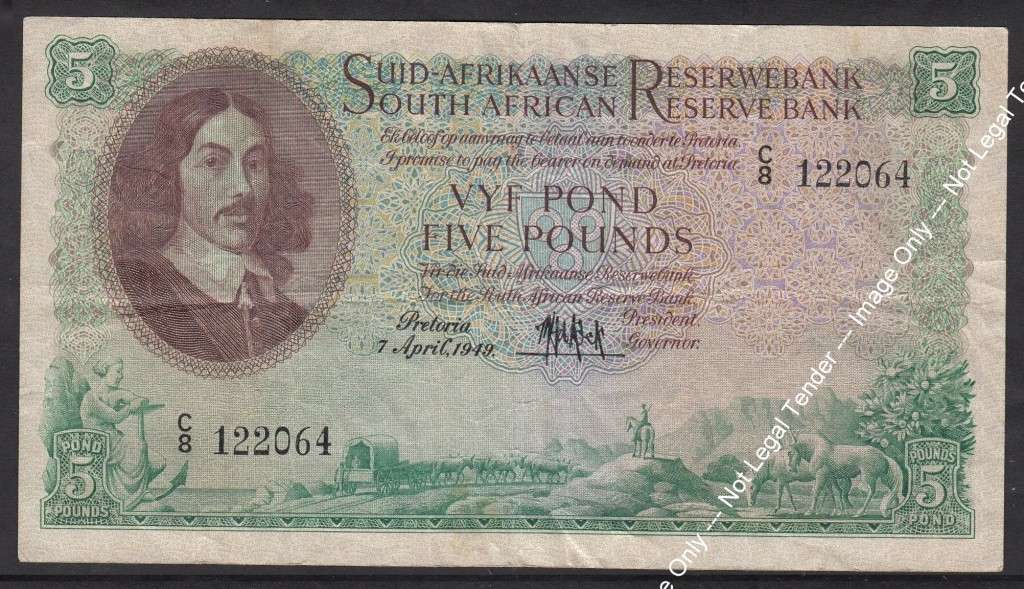 5
5
SUID-AFRIKAANSE RESERWEBANK
SOUTH AFRICAN RESERVE BANK
Ek beloof op aanvraag te betaal aan toonder te Pretoria.
I promise to pay the bearer on demand at Pretoria.
C/8 122064
VYF POND
FIVE POUNDS
Vir die Suid-Afrikaanse Reserwebank
For the South African Reserve Bank
Pretoria
President.
7 April, 1949.
Governor.
C/8 122064
POND
5
POUNDS
POUNDS
5
POND
Only --- Not Legal Tender --- Image Only --- Not Legal Te